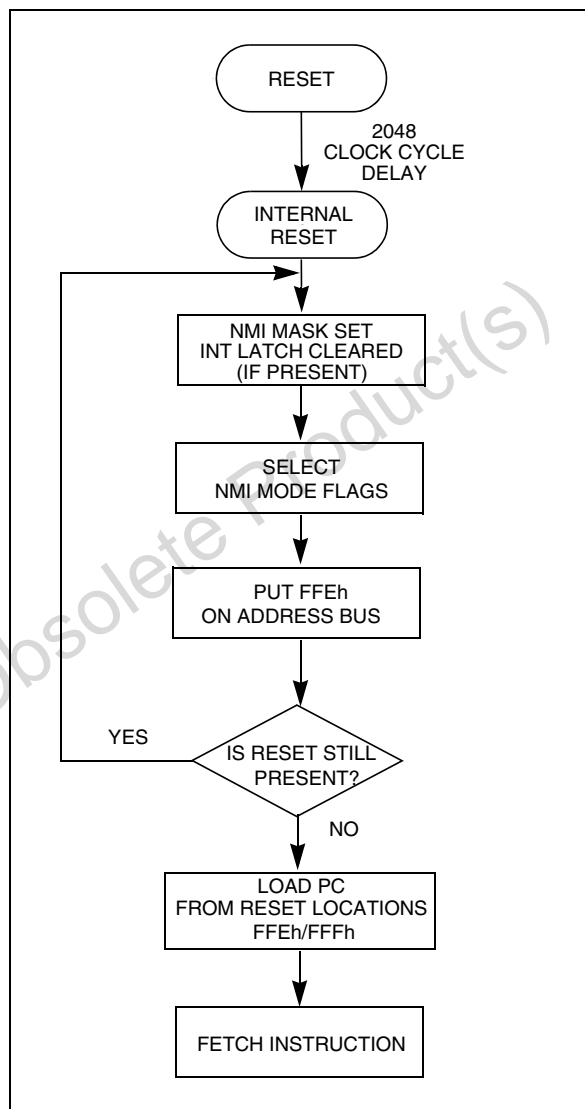 RESET
2048
CLOCK CYCLE
DELAY
INTERNAL
RESET
NMI MASK SET
INT LATCH CLEARED
(IF PRESENT)
SELECT
NMI MODE FLAGS
PUT FFEh
ON ADDRESS BUS
YES
IS RESET STILL
PRESENT?
NO
LOAD PC
FROM RESET LOCATIONS
FFEh/FFFh
FETCH INSTRUCTION
Obsolete Product(s)